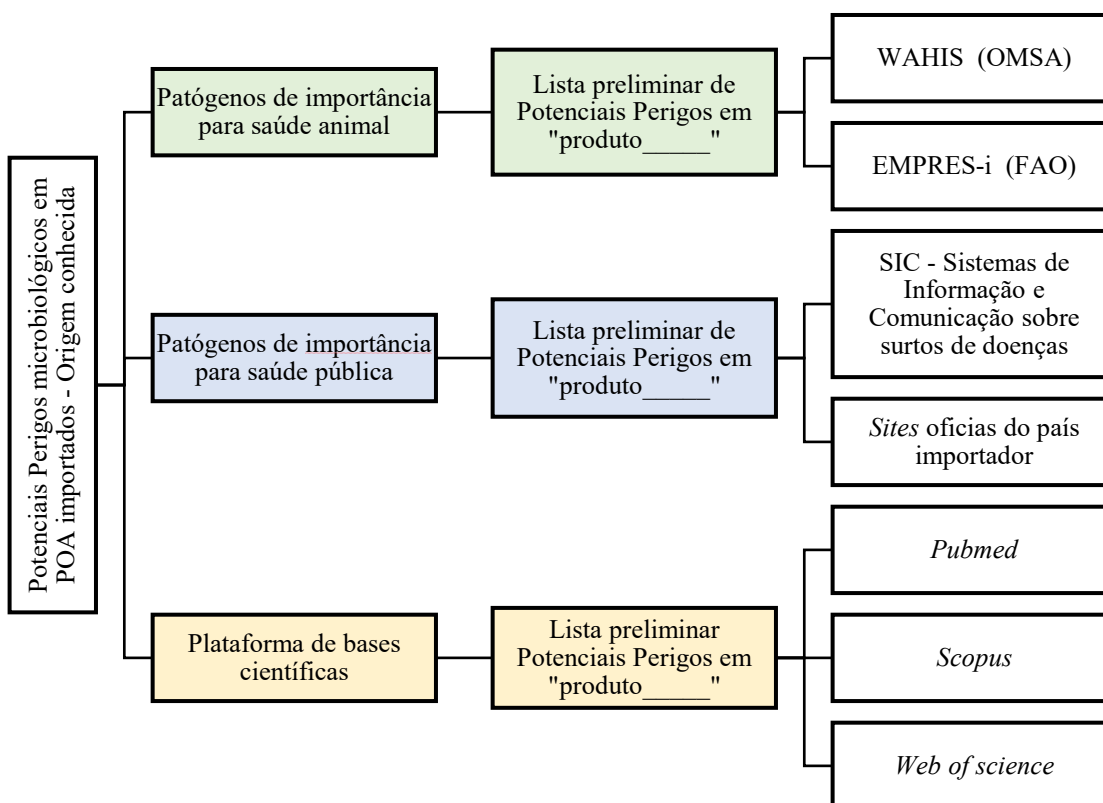 Potenciais Perigos microbiológicos em
POA importados - Origem conhecida
Patógenos de importância
para saúde animal
Lista preliminar de
Potenciais Perigos em
"produto_____"
WAHIS (OMSA)
EMPRES-i (FAO)
Patógenos de importância
para saúde pública
Lista preliminar de
Potenciais Perigos em
"produto_____"
SIC - Sistemas de
Informação e
Comunicação sobre
surtos de doenças
Sites oficias do país
importador
Plataforma de bases
científicas
Lista preliminar
Potenciais Perigos em
"produto_____"
Pubmed
Scopus
Web of science